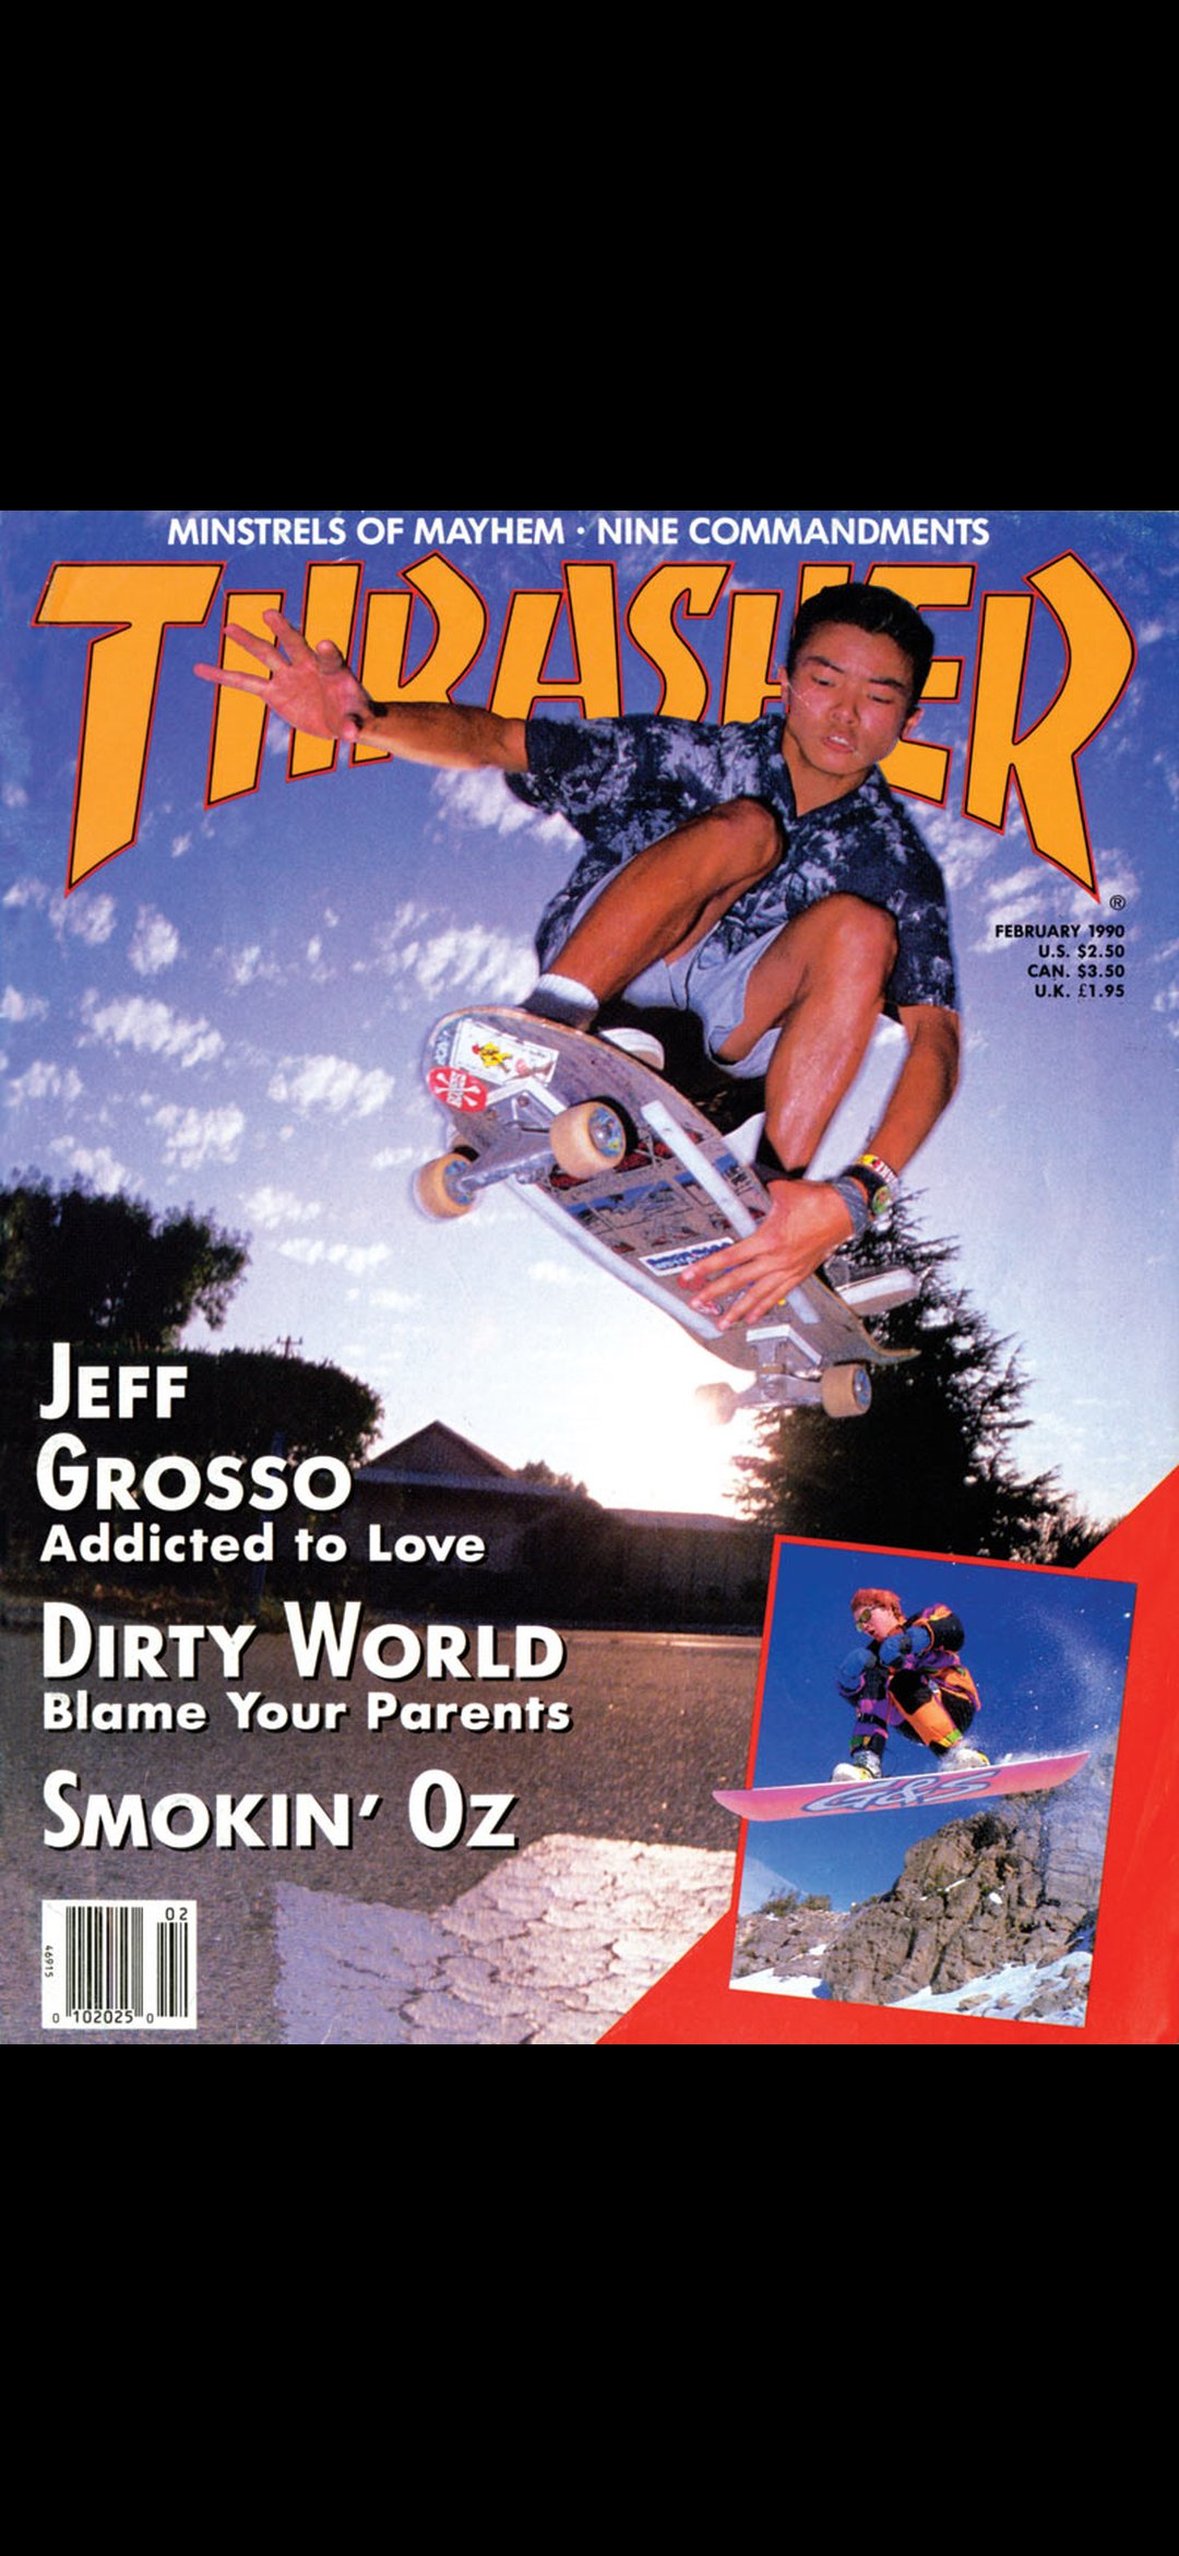 MINSTRELS OF MAYHEM · NINE COMMANDMENTS
THRASHER
®
FEBRUARY 1990
U.S. $2.50
CAN. $3.50
U.K. £1.95
JEFF
GROSSO
Addicted to Love
DIRTY WORLD
Blame Your Parents
SMOKIN' OZ
G&S
02
46915
0 102025 0